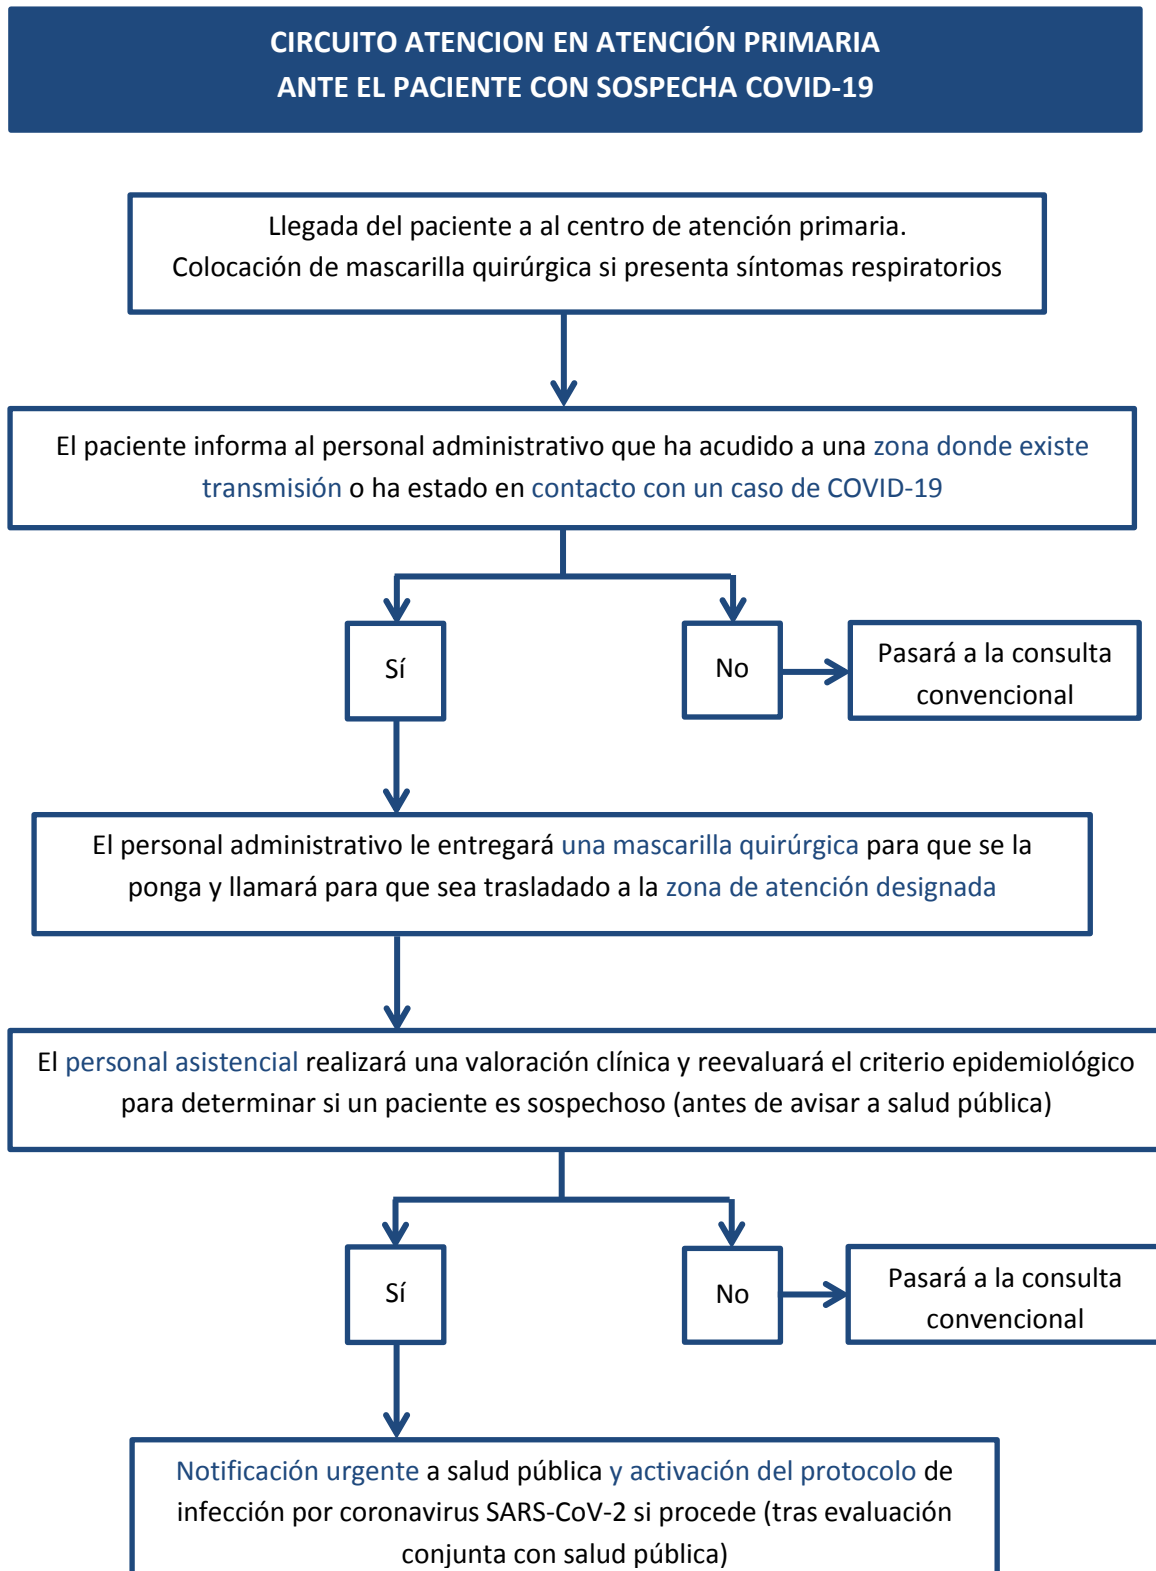 CIRCUITO ATENCION EN ATENCIÓN PRIMARIA
ANTE EL PACIENTE CON SOSPECHA COVID-19
Llegada del paciente a al centro de atención primaria.
Colocación de mascarilla quirúrgica si presenta síntomas respiratorios
El paciente informa al personal administrativo que ha acudido a una zona donde existe
transmisión o ha estado en contacto con un caso de COVID-19
Sí
No
Pasará a la consulta
convencional
El personal administrativo le entregará una mascarilla quirúrgica para que se la
ponga y llamará para que sea trasladado a la zona de atención designada
El personal asistencial realizará una valoración clínica y reevaluará el criterio epidemiológico
para determinar si un paciente es sospechoso (antes de avisar a salud pública)
Sí
No
Pasará a la consulta
convencional
Notificación urgente a salud pública y activación del protocolo de
infección por coronavirus SARS-CoV-2 si procede (tras evaluación
conjunta con salud pública)